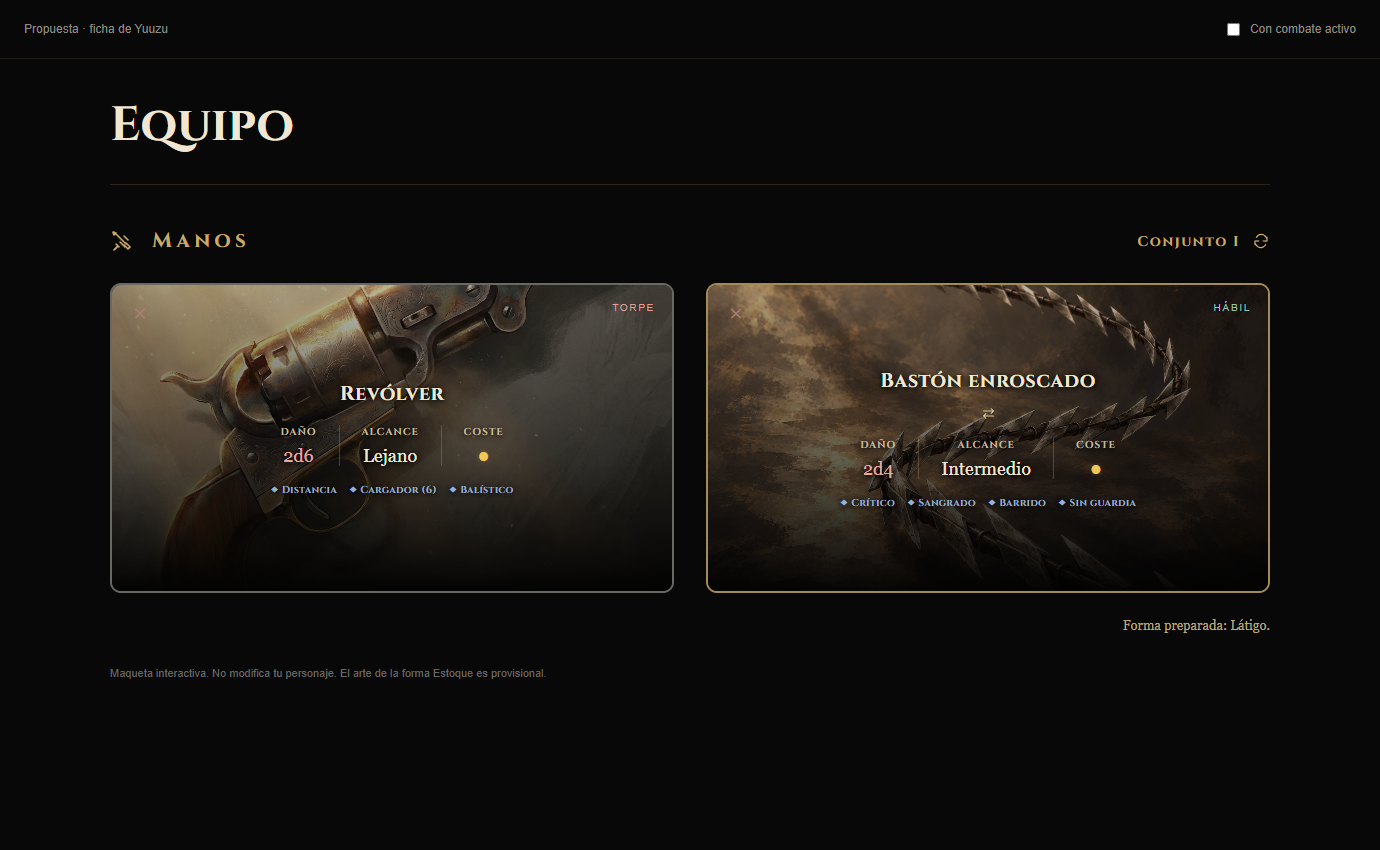 Propuesta · ficha de Yuuzu
Con combate activo
Equipo
Manos
Conjunto I
TORPE
Revólver
DAÑO ALCANCE COSTE
2d6 Lejano
Distancia Cargador (6) Balístico
HÁBIL
Bastón enroscado
DAÑO ALCANCE COSTE
2d4 Intermedio
Crítico Sangrado Barrido Sin guardia
Forma preparada: Látigo.
Maqueta interactiva. No modifica tu personaje. El arte de la forma Estoque es provisional.